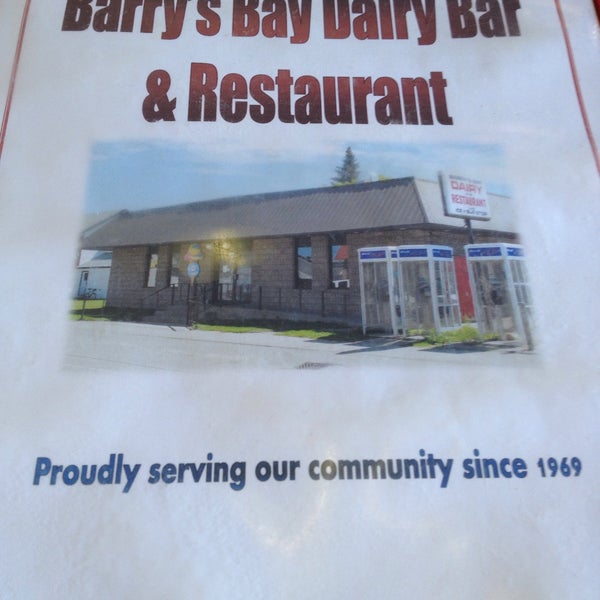 Barry's Bay Dairy Bar
& Restaurant
DAIRY
RESTAURANT
Proudly serving our community since 1969